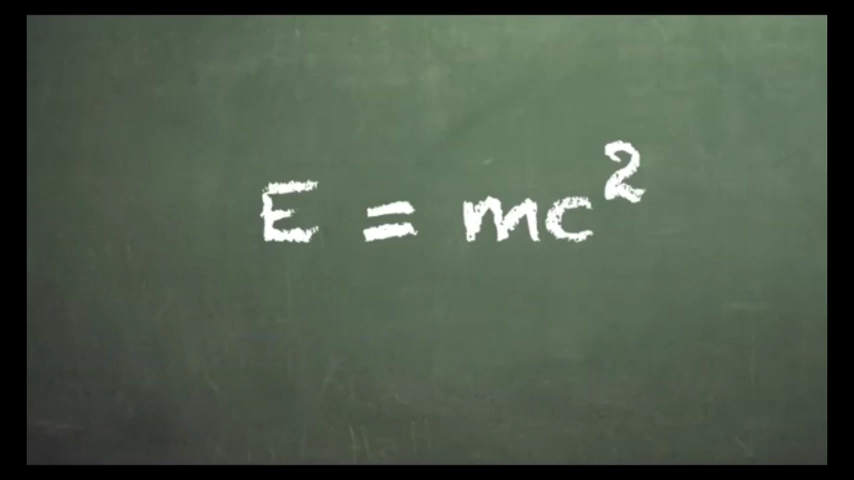 E = mc²